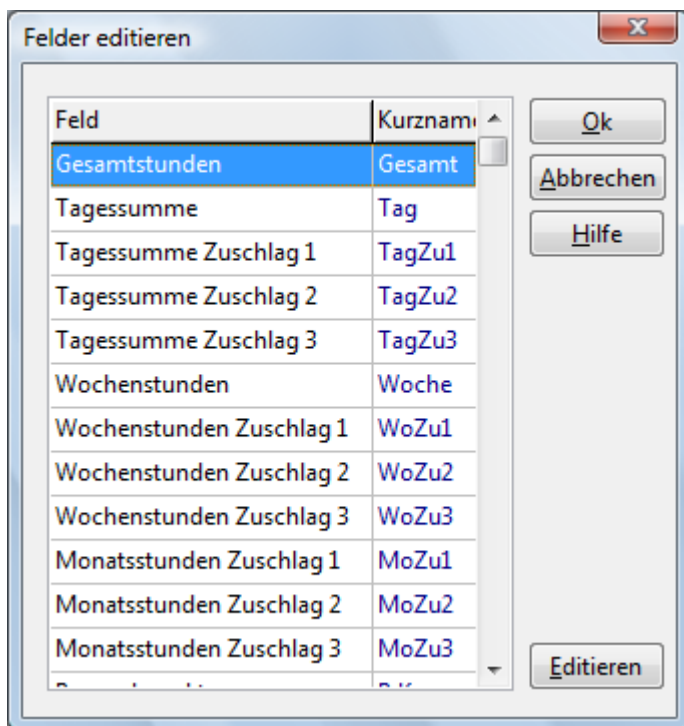 Felder editieren
Feld Kurzname
Gesamtstunden Gesamt
Tagessumme Tag
Tagessumme Zuschlag 1 TagZu1
Tagessumme Zuschlag 2 TagZu2
Tagessumme Zuschlag 3 TagZu3
Wochenstunden Woche
Wochenstunden Zuschlag 1 WoZu1
Wochenstunden Zuschlag 2 WoZu2
Wochenstunden Zuschlag 3 WoZu3
Monatsstunden Zuschlag 1 MoZu1
Monatsstunden Zuschlag 2 MoZu2
Monatsstunden Zuschlag 3 MoZu3
Ok
Abbrechen
Hilfe
Editieren